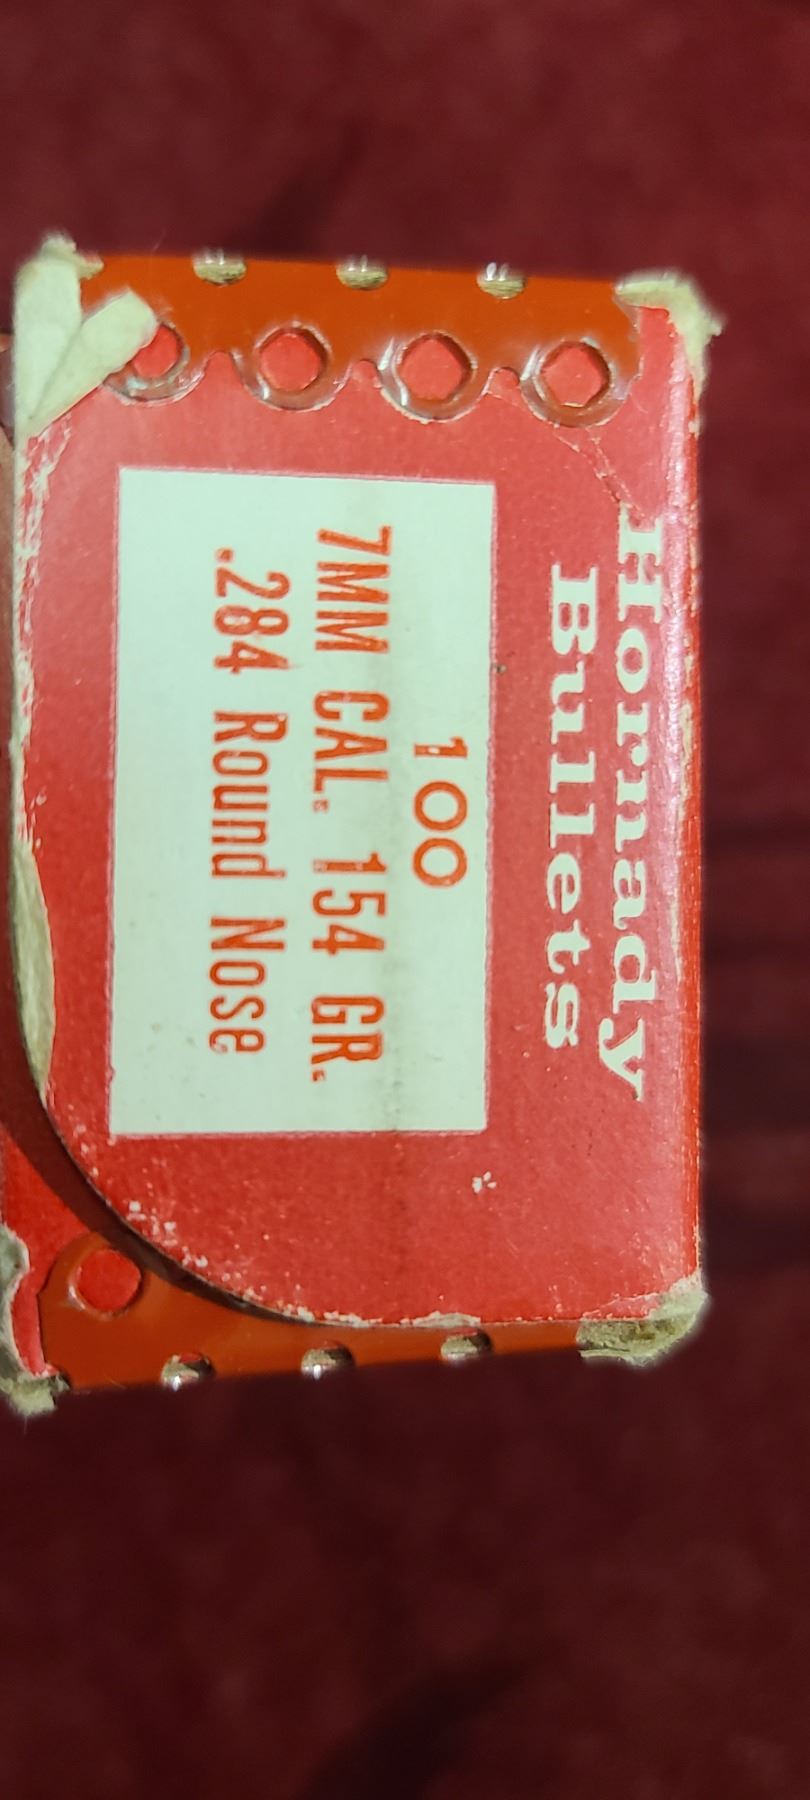 Hornady
Bullets
100
7MM CAL. 154 GR.
.284 Round Nose